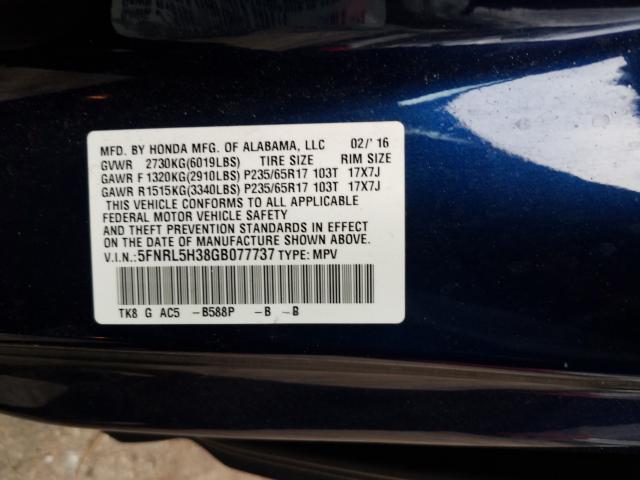 MFD. BY HONDA MFG. OF ALABAMA, LLC 02/'16
GVWR 2730KG(6019LBS) TIRE SIZE RIM SIZE
GAWR F 1320KG(2910LBS) P235/65R17 103T 17X7J
GAWR R1515KG(3340LBS) P235/65R17 103T 17X7J
THIS VEHICLE CONFORMS TO ALL APPLICABLE
FEDERAL MOTOR VEHICLE SAFETY
AND THEFT PREVENTION STANDARDS IN EFFECT
ON THE DATE OF MANUFACTURE SHOWN ABOVE.
V.I.N.:5FNRL5H38GB077737 TYPE: MPV
TK8 G AC5 -B588P -B -B